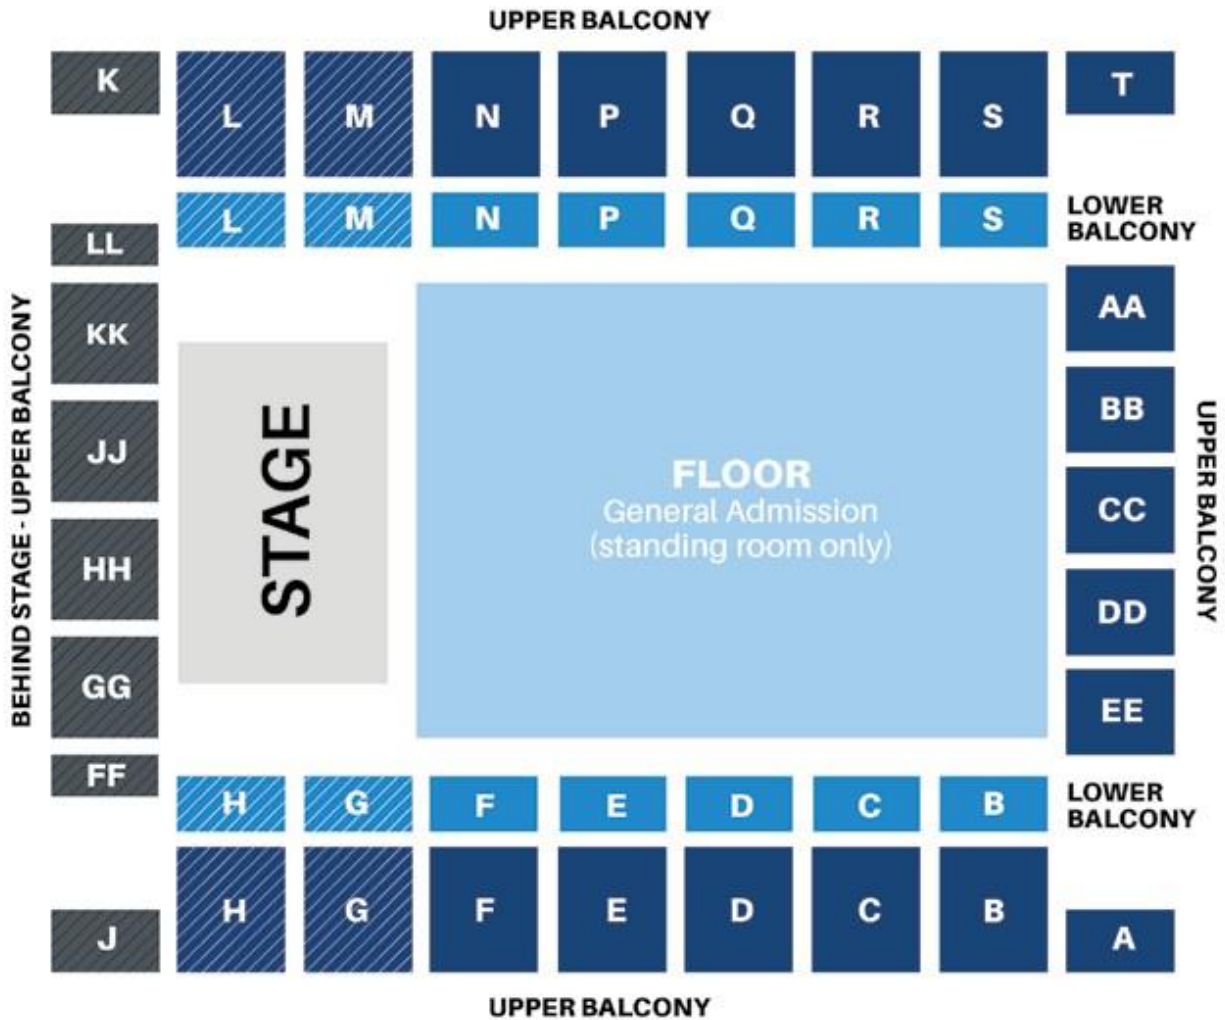 UPPER BALCONY
K
L
M
N
P
Q
R
S
T
L
M
N
P
Q
R
S
LOWER
BALCONY
LL
KK
JJ
HH
GG
FF
BEHIND STAGE - UPPER BALCONY
STAGE
FLOOR
General Admission
(standing room only)
AA
BB
CC
DD
EE
UPPER BALCONY
H
G
F
E
D
C
B
LOWER
BALCONY
J
H
G
F
E
D
C
B
A
UPPER BALCONY